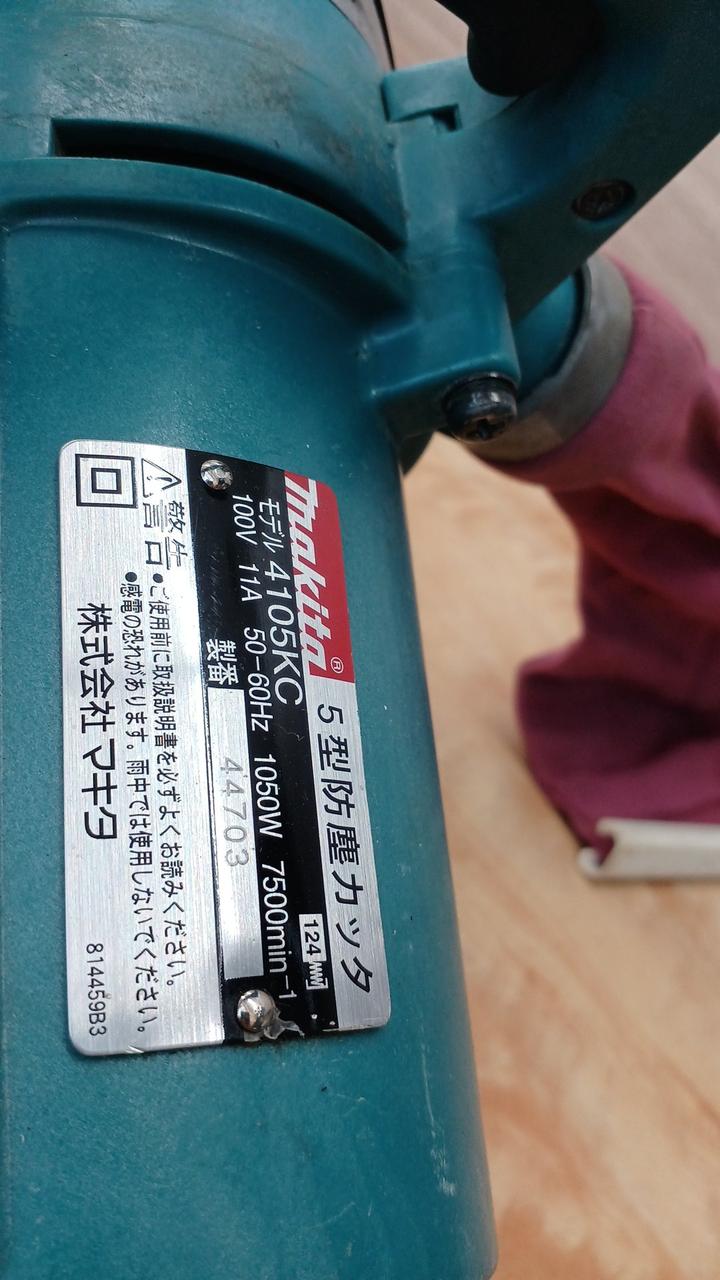 makita®
5型防塵カッタ
モデル 4105KC
124mm
100V 11A 50-60Hz 1050W 7500min-1
製番
44703
警告
●ご使用前に取扱説明書を必ずよくお読みください。
●感電の恐れがあります。雨中では使用しないでください。
株式会社マキタ
814459B3